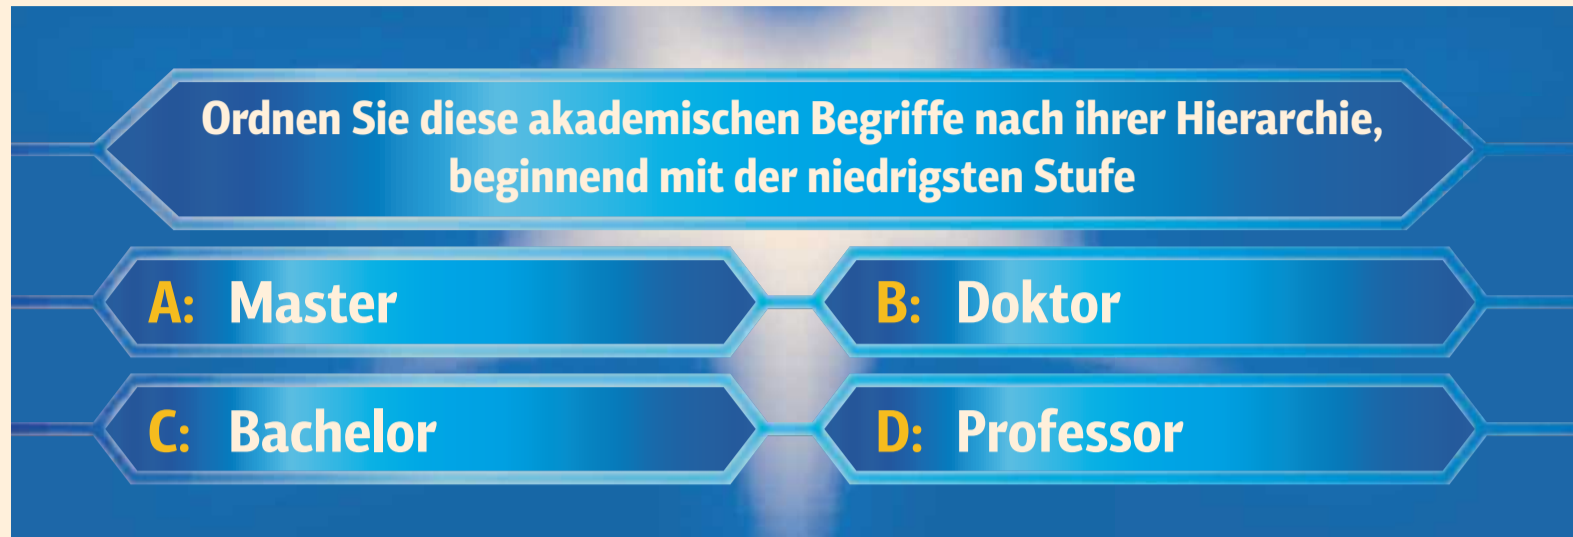 Ordnen Sie diese akademischen Begriffe nach ihrer Hierarchie,
beginnend mit der niedrigsten Stufe
A: Master
B: Doktor
C: Bachelor
D: Professor